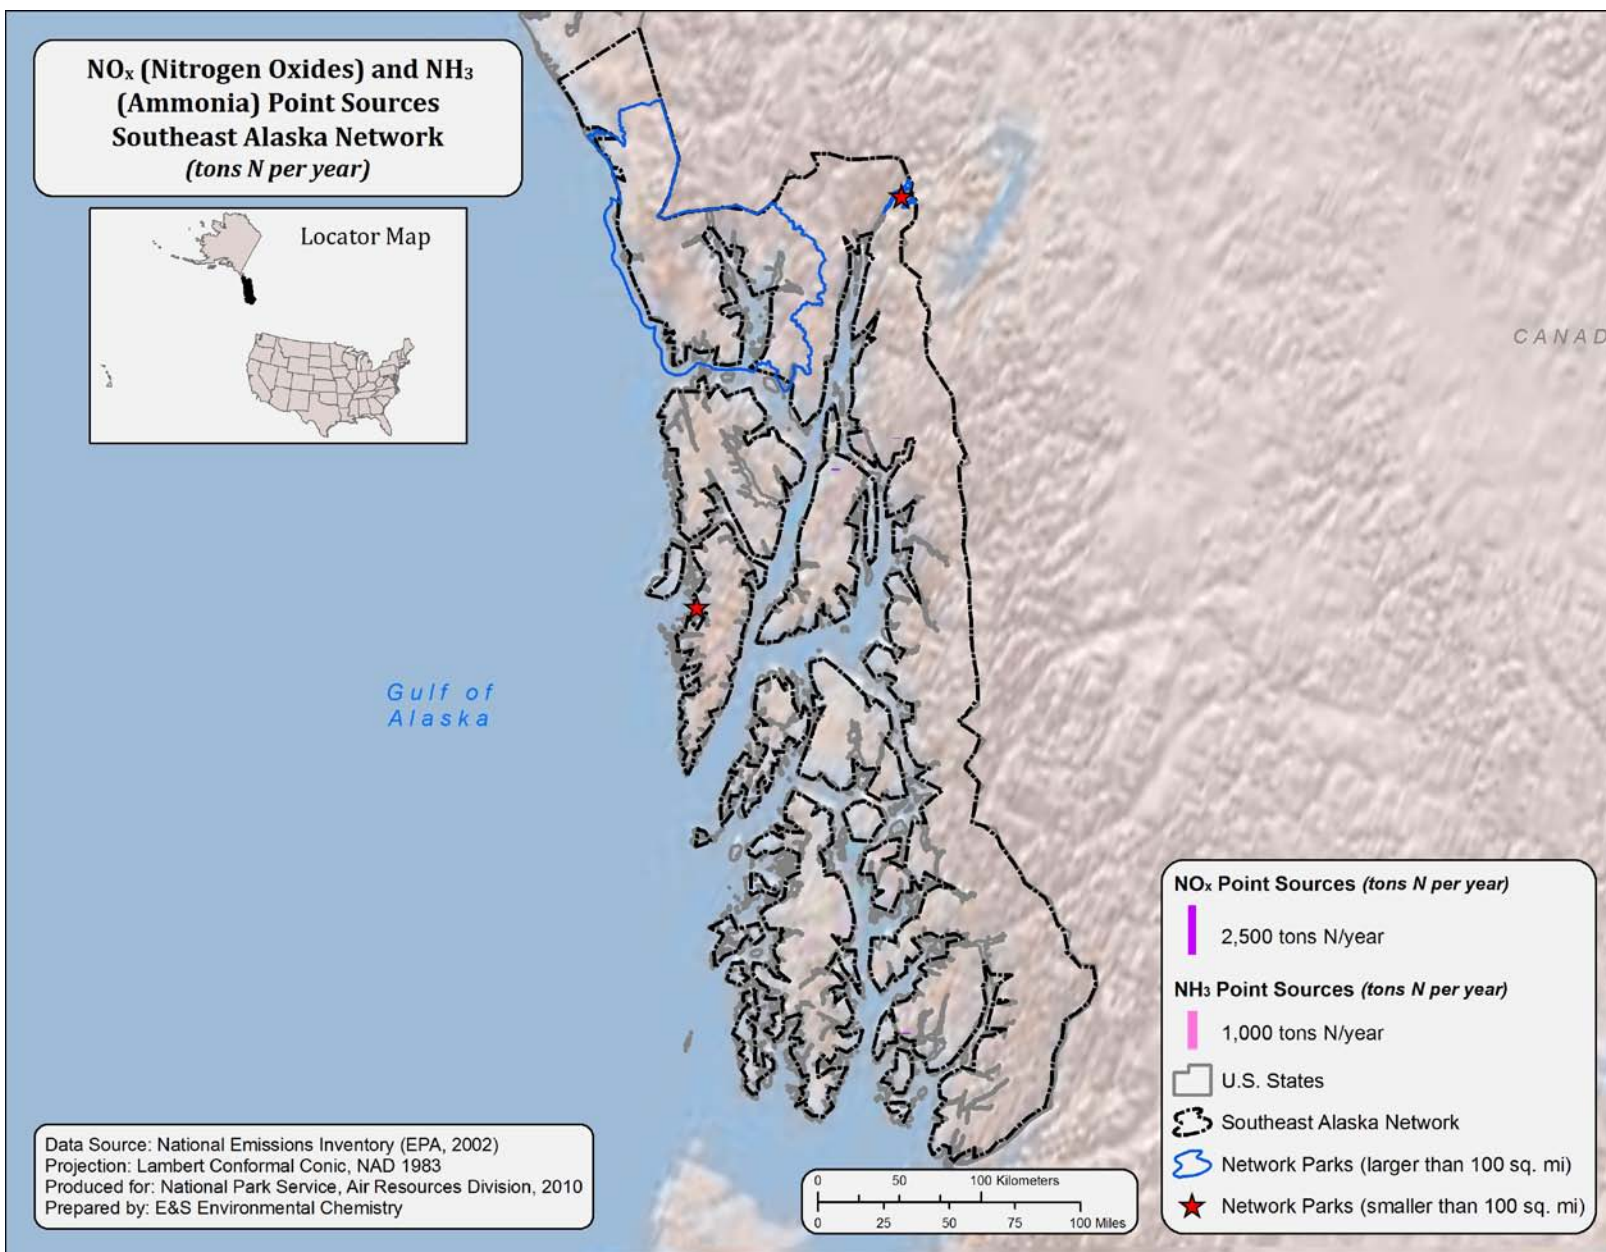 NOx (Nitrogen Oxides) and NH3
(Ammonia) Point Sources
Southeast Alaska Network
(tons N per year)
Locator Map
CANAD
Gulf of
Alaska
NOx Point Sources (tons N per year)
2,500 tons N/year
NH3 Point Sources (tons N per year)
1,000 tons N/year
U.S. States
Southeast Alaska Network
Network Parks (larger than 100 sq. mi)
Network Parks (smaller than 100 sq. mi)
Data Source: National Emissions Inventory (EPA, 2002)
Projection: Lambert Conformal Conic, NAD 1983
Produced for: National Park Service, Air Resources Division, 2010
Prepared by: E&S Environmental Chemistry
0 50 100 Kilometers
0 25 50 75 100 Miles